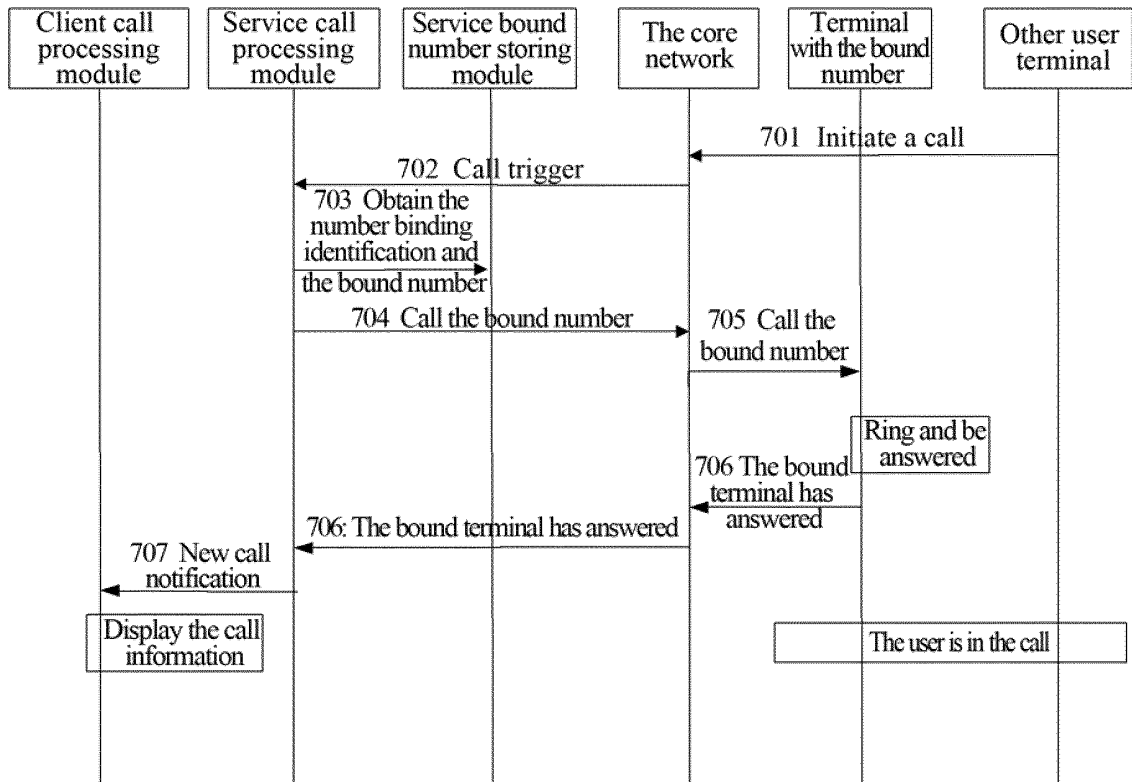 Client call
processing
module
Service call
processing
module
Service bound
number storing
module
The core
network
Terminal
with the bound
number
Other user
terminal
701 Initiate a call
702 Call trigger
703 Obtain the
number binding
identification and
the bound number
704 Call the bound number
705 Call the
bound number
Ring and be
answered
706 The bound
terminal has
answered
706: The bound terminal has answered
707 New call
notification
Display the call
information
The user is in the call